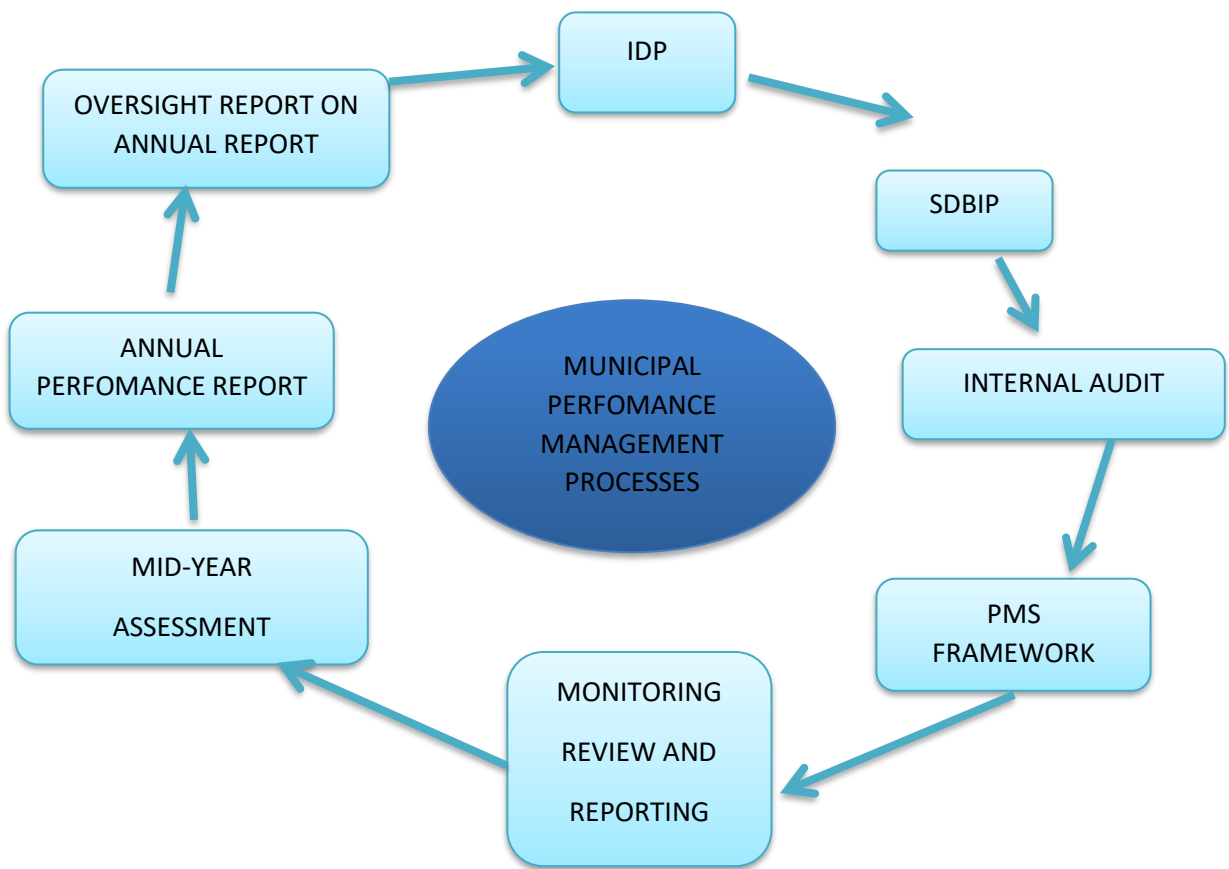 IDP
OVERSIGHT REPORT ON
ANNUAL REPORT
SDBIP
ANNUAL
PERFOMANCE REPORT
MUNICIPAL
PERFOMANCE
MANAGEMENT
PROCESSES
INTERNAL AUDIT
MID-YEAR
ASSESSMENT
PMS
FRAMEWORK
MONITORING
REVIEW AND
REPORTING